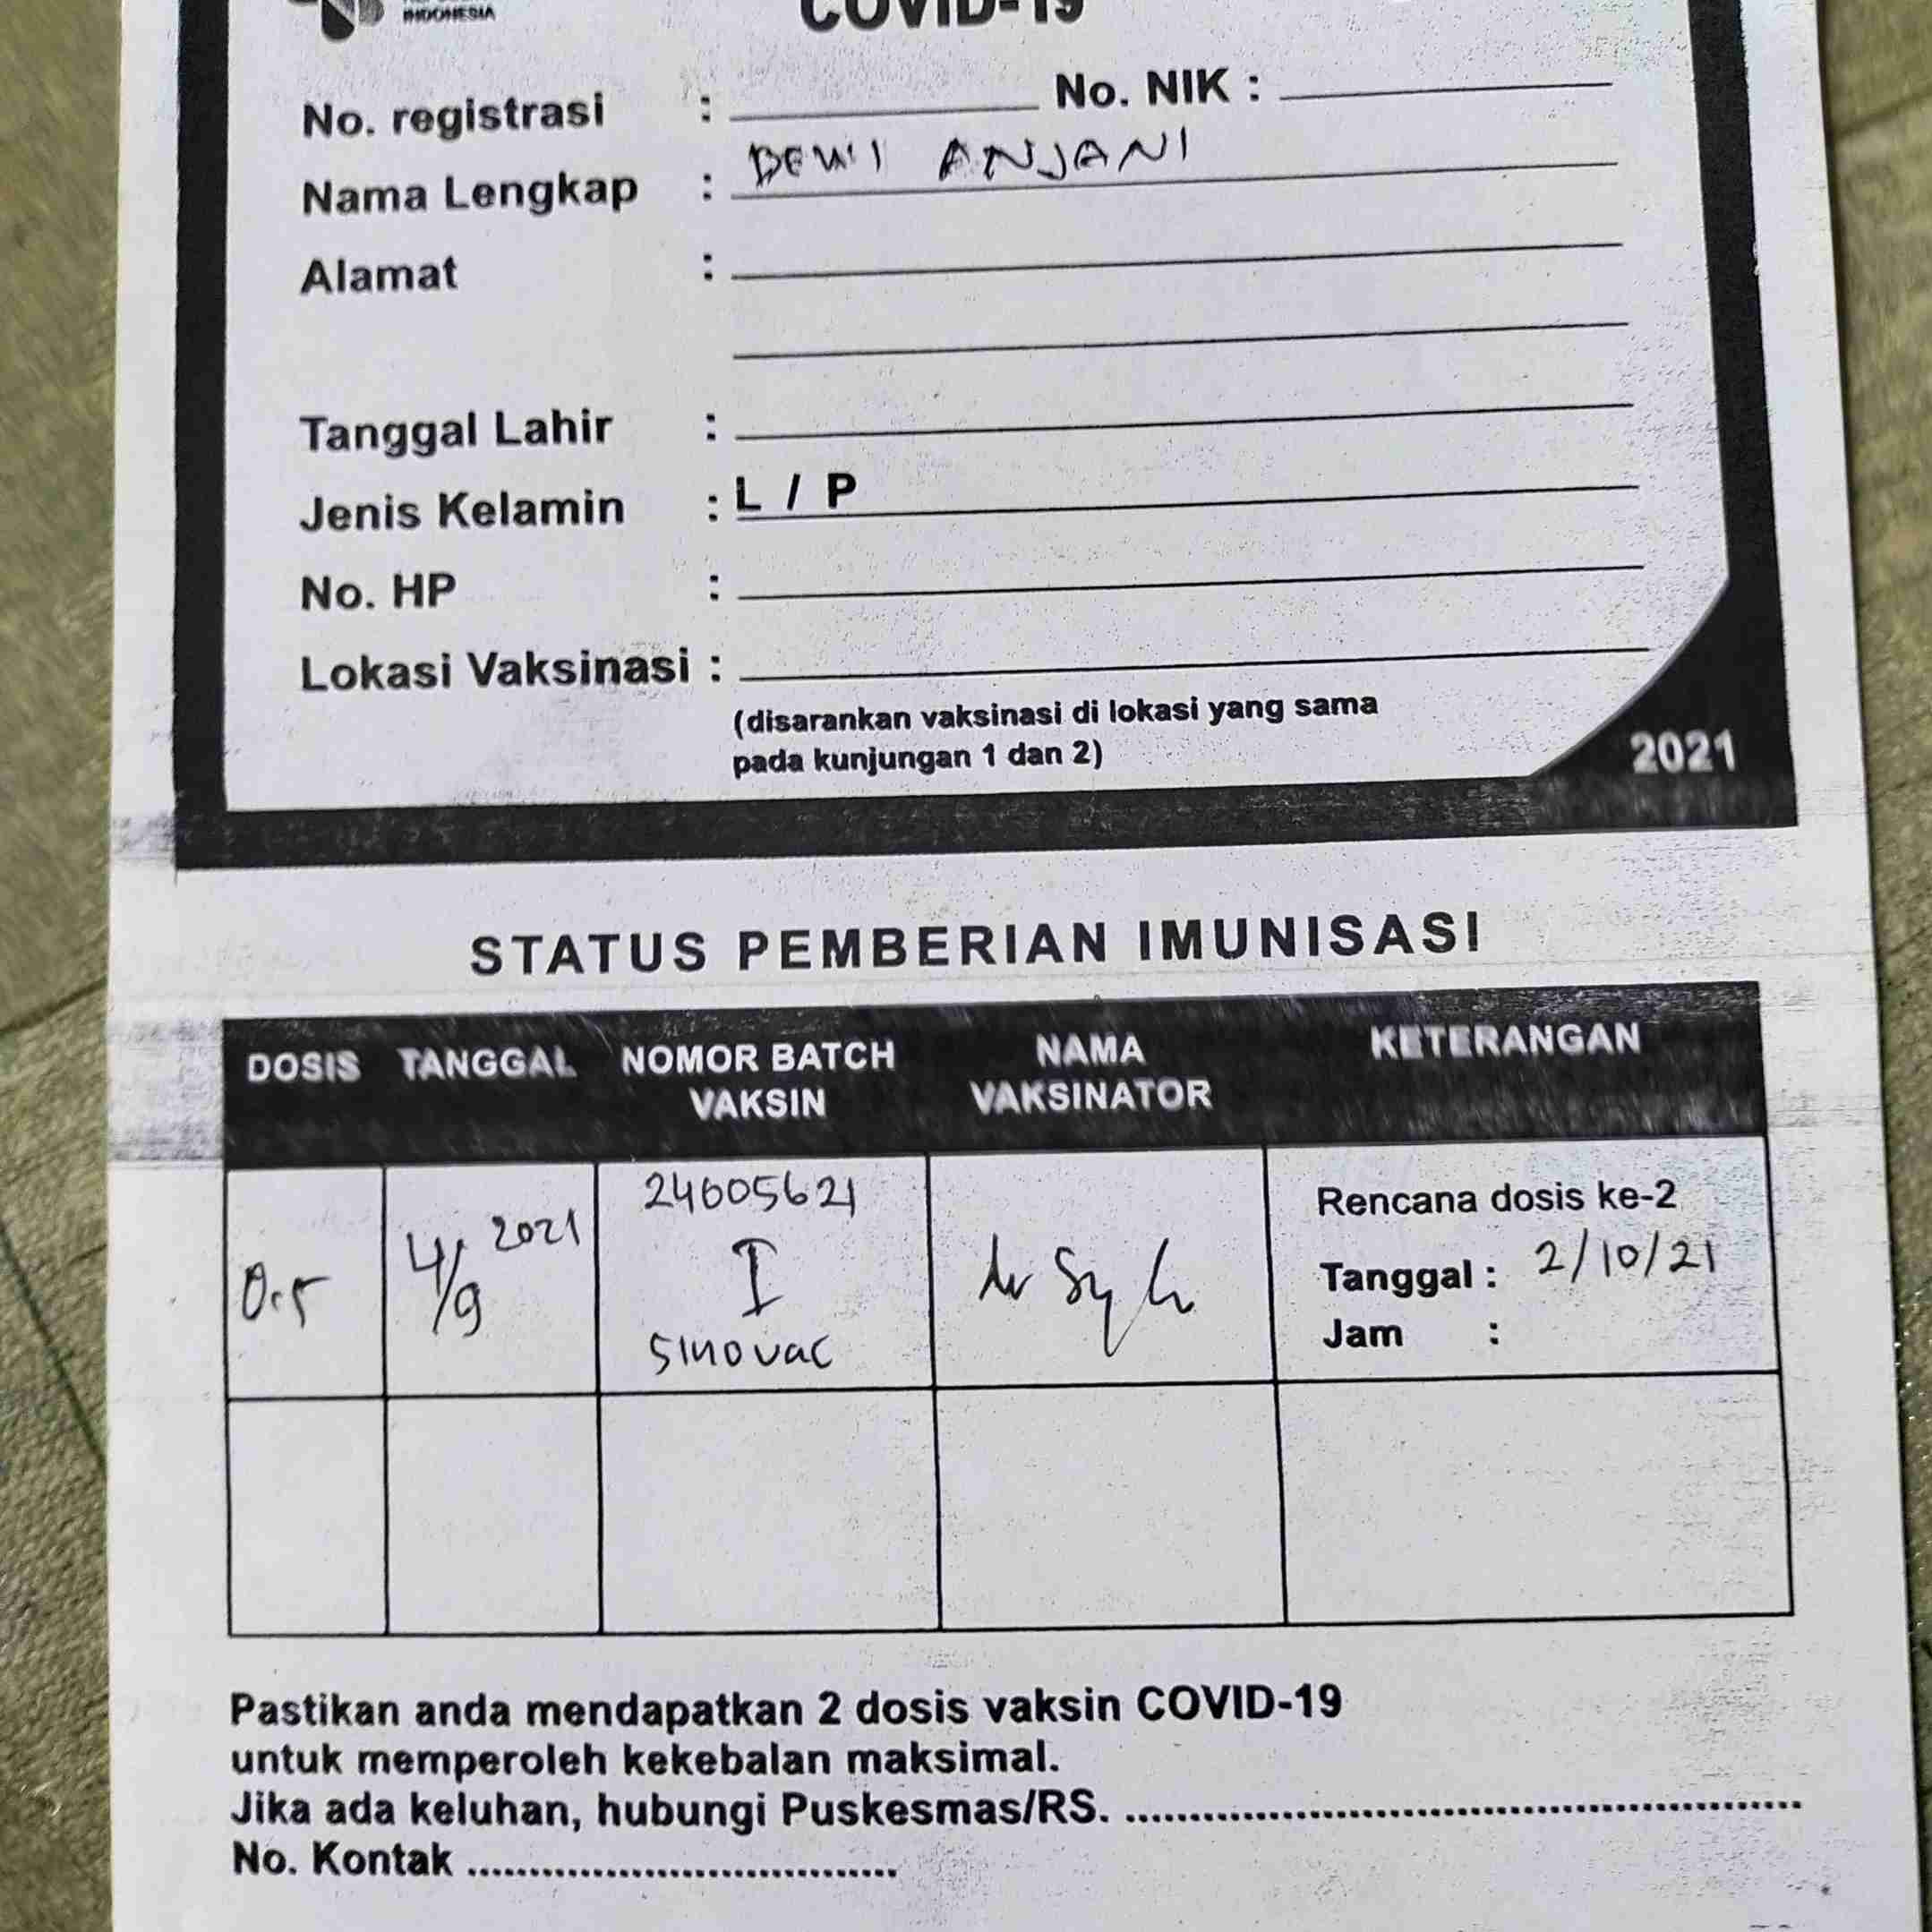 INDONESIA
COVID-19
No. registrasi : No. NIK :
Nama Lengkap : DEWI ANJANI
Alamat :
Tanggal Lahir :
Jenis Kelamin : L / P
No. HP :
Lokasi Vaksinasi :
(disarankan vaksinasi di lokasi yang sama
pada kunjungan 1 dan 2)
2021
STATUS PEMBERIAN IMUNISASI
DOSIS TANGGAL NOMOR BATCH VAKSIN NAMA VAKSINATOR KETERANGAN
0.5
4/9 2021
24605621
I
Sinovac
dr
Rencana dosis ke-2
Tanggal : 2/10/21
Jam :
Pastikan anda mendapatkan 2 dosis vaksin COVID-19
untuk memperoleh kekebalan maksimal.
Jika ada keluhan, hubungi Puskesmas/RS. ......................................................
No. Kontak ...................................